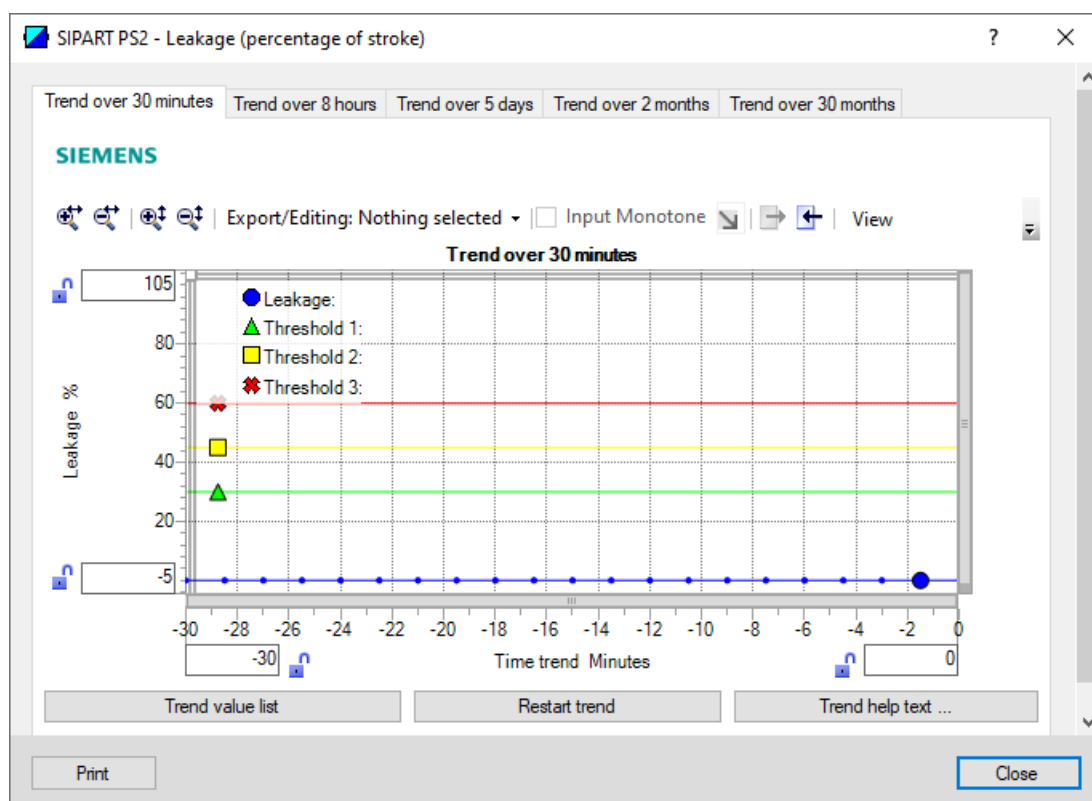 SIPART PS2 - Leakage (percentage of stroke)
?
Trend over 30 minutes Trend over 8 hours Trend over 5 days Trend over 2 months Trend over 30 months
SIEMENS
Export/Editing: Nothing selected Input Monotone View
Trend over 30 minutes
105
Leakage:
Threshold 1:
80
Threshold 2:
Threshold 3:
60
Leakage %
40
20
-5
-30 -28 -26 -24 -22 -20 -18 -16 -14 -12 -10 -8 -6 -4 -2 0
-30 Time trend Minutes 0
Trend value list Restart trend Trend help text ...
Print Close